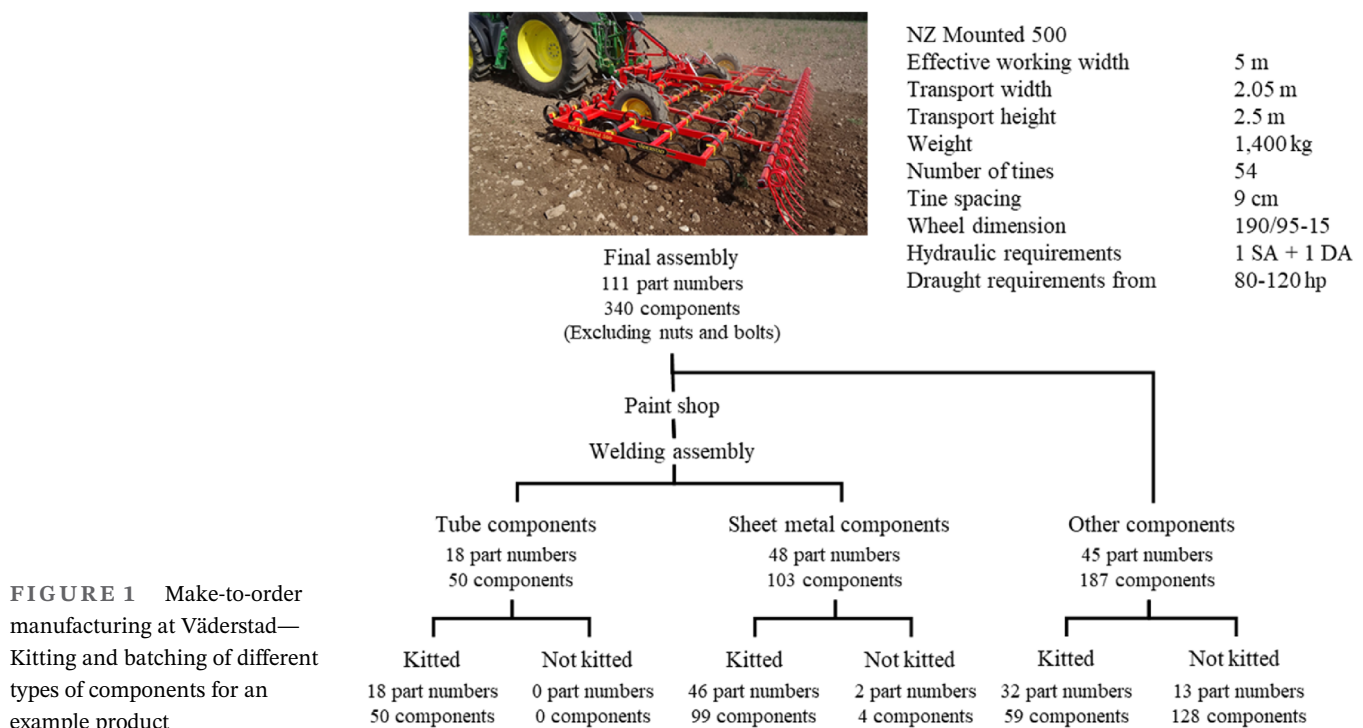 NZ Mounted 500
Effective working width 5 m
Transport width 2.05 m
Transport height 2.5 m
Weight 1,400 kg
Number of tines 54
Tine spacing 9 cm
Wheel dimension 190/95-15
Hydraulic requirements 1 SA + 1 DA
Draught requirements from 80-120 hp
Final assembly
111 part numbers
340 components
(Excluding nuts and bolts)
Paint shop
Welding assembly
Tube components
18 part numbers
50 components
Sheet metal components
48 part numbers
103 components
Other components
45 part numbers
187 components
Kitted
18 part numbers
50 components
Not kitted
0 part numbers
0 components
Kitted
46 part numbers
99 components
Not kitted
2 part numbers
4 components
Kitted
32 part numbers
59 components
Not kitted
13 part numbers
128 components
FIGURE 1 Make-to-order
manufacturing at Väderstad—
Kitting and batching of different
types of components for an
example product